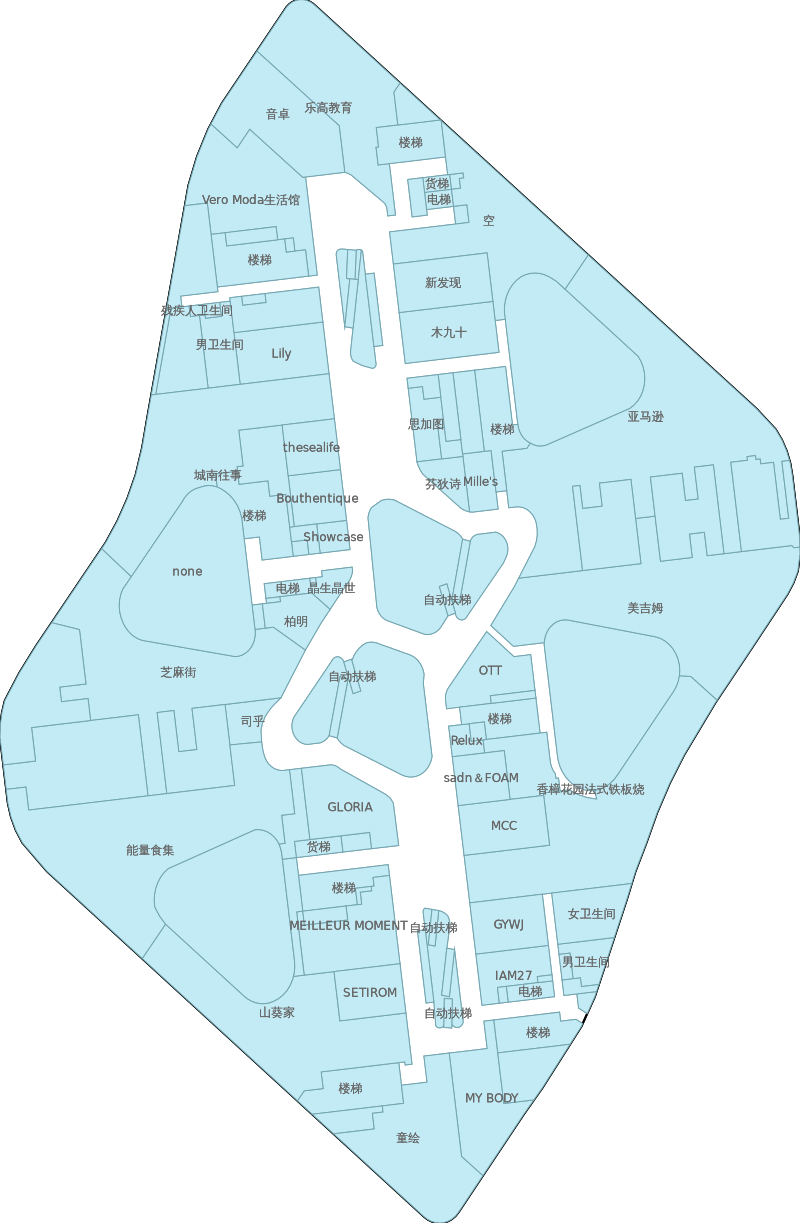 乐高教育
音卓
楼梯
货梯
电梯
Vero Moda生活馆
空
楼梯
新发现
残疾人卫生间
木九十
男卫生间
Lily
亚马逊
思加图
楼梯
thesealife
城南往事
Mille's
芬狄诗
Bouthentique
楼梯
Showcase
none
电梯
晶生晶世
自动扶梯
美吉姆
柏明
芝麻街
OTT
自动扶梯
司乎
楼梯
Relux
sadn＆FOAM
香樟花园法式铁板烧
GLORIA
MCC
货梯
能量食集
楼梯
女卫生间
MEILLEUR MOMENT
自动扶梯
GYWJ
男卫生间
IAM27
电梯
SETIROM
山葵家
自动扶梯
楼梯
楼梯
MY BODY
童绘